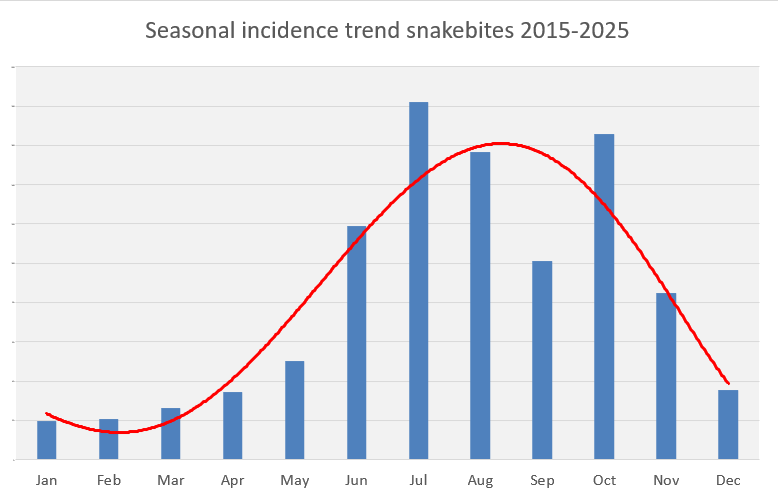 Seasonal incidence trend snakebites 2015-2025
Jan Feb Mar Apr May Jun Jul Aug Sep Oct Nov Dec